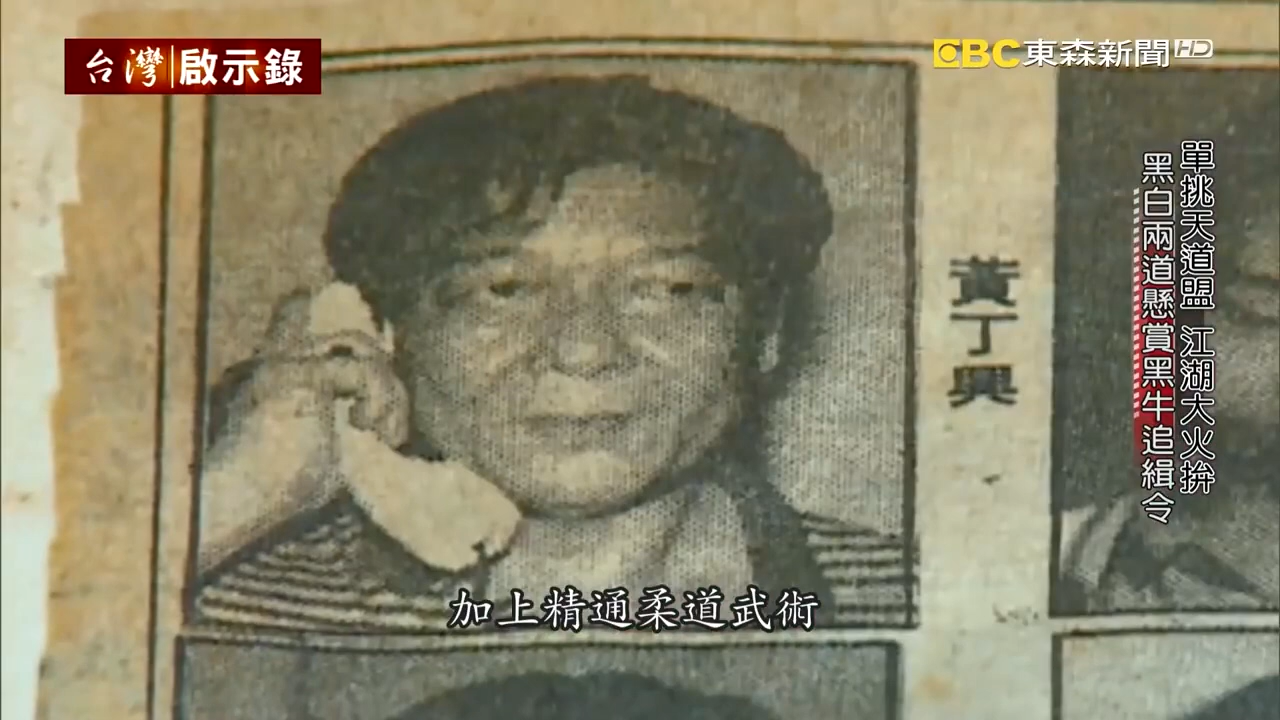 台灣|啟示錄
EBC東森新聞HD
單挑天道盟 江湖大火拚
黑白兩道懸賞黑牛追緝令
黃丁興
加上精通柔道武術